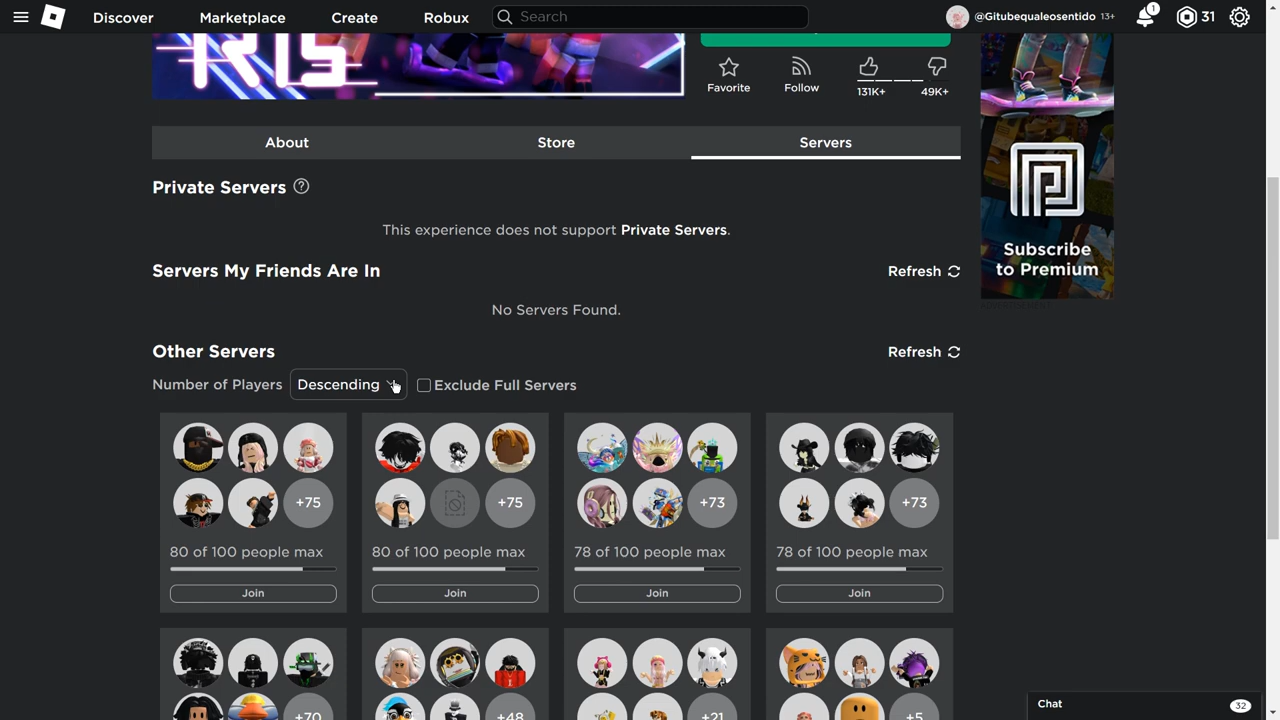 Discover Marketplace Create Robux Search @Gitubequaleosentido 13+ 1 31
RTS
Favorite Follow 131K+ 49K+
About Store Servers
Private Servers ?
This experience does not support Private Servers.
Servers My Friends Are In Refresh
No Servers Found.
Other Servers Refresh
Number of Players Descending Exclude Full Servers
+75 +75 +73 +73
80 of 100 people max 80 of 100 people max 78 of 100 people max 78 of 100 people max
Join Join Join Join
+70 +48 +21 +5
Subscribe
to Premium
Chat 32